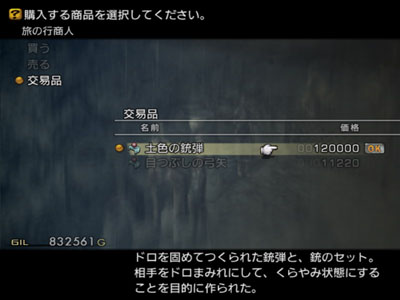 購入する商品を選択してください。
旅の行商人
買う
売る
交易品
交易品
名前 価格
土色の銃弾 00120000 OK
目つぶしの弓矢 00011220
GIL 832561G
ドロを固めてつくられた銃弾と、銃のセット。
相手をドロまみれにして、くらやみ状態にする
ことを目的に作られた。